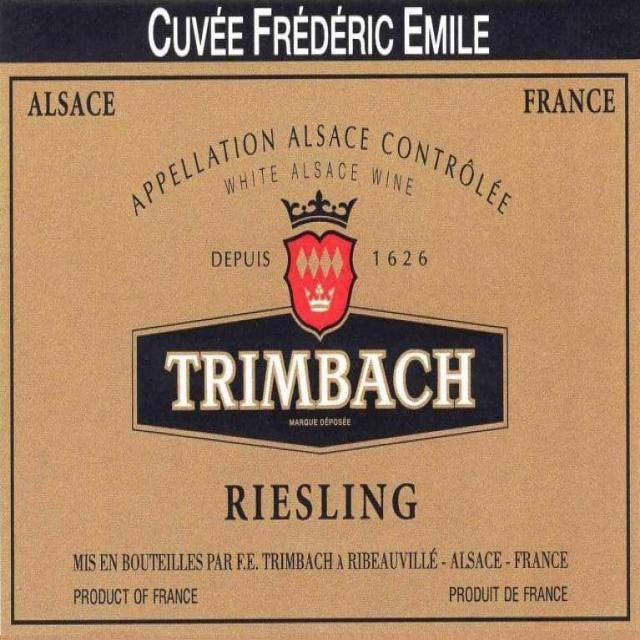 CUVÉE FRÉDÉRIC EMILE
ALSACE FRANCE
APPELLATION ALSACE CONTRÔLÉE
WHITE ALSACE WINE
DEPUIS 1626
TRIMBACH
MARQUE DÉPOSÉE
RIESLING
MIS EN BOUTEILLES PAR F.E. TRIMBACH A RIBEAUVILLÉ - ALSACE - FRANCE
PRODUCT OF FRANCE PRODUIT DE FRANCE